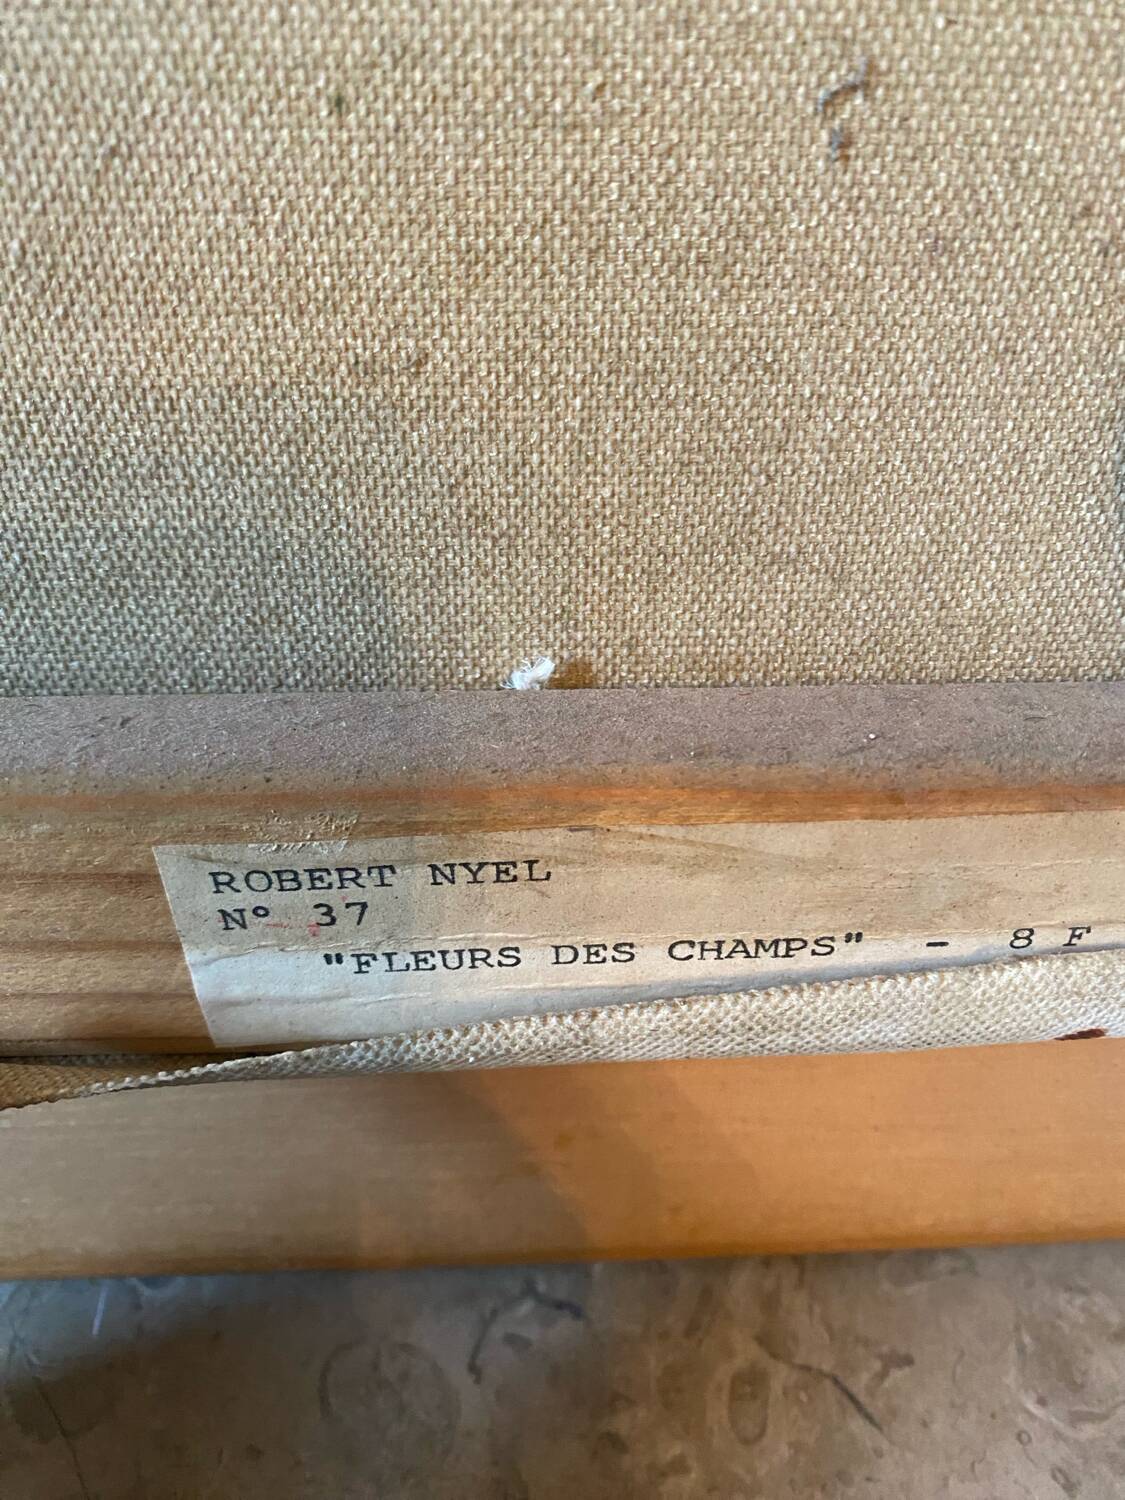 ROBERT NYEL
N° 37
"FLEURS DES CHAMPS" - 8 F